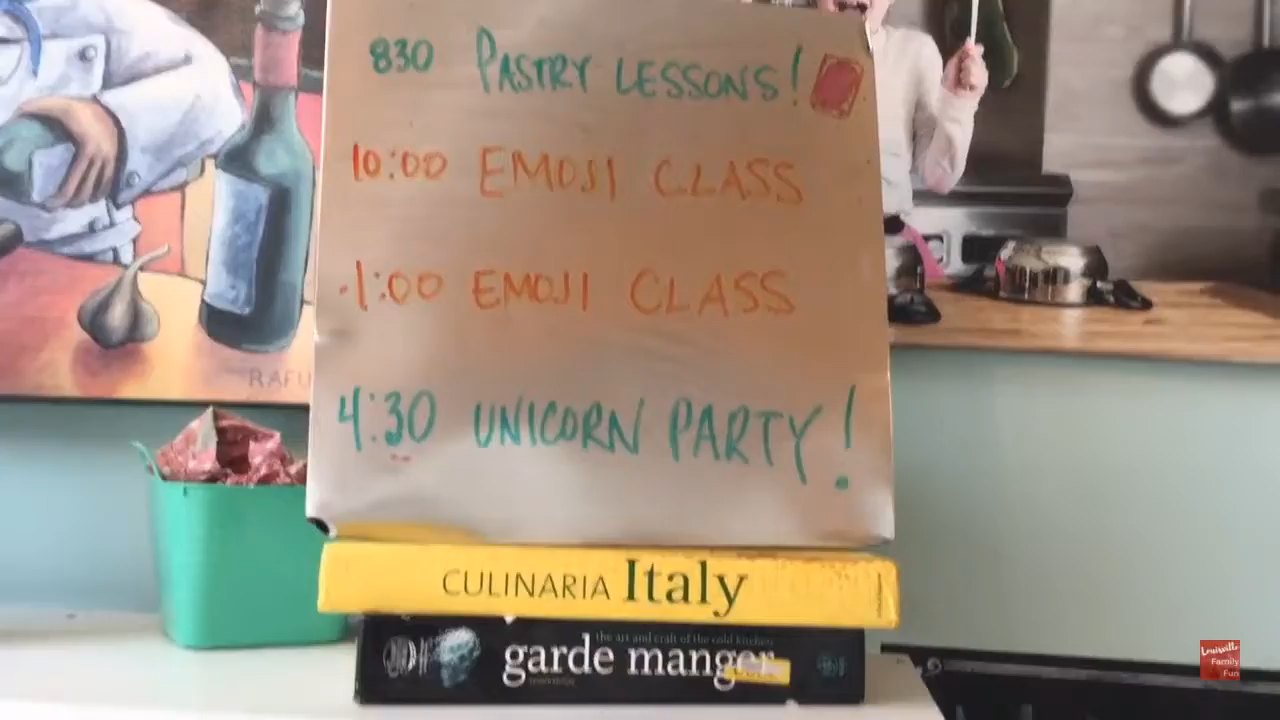 830 PASTRY LESSONS!
10:00 EMOJI CLASS
1:00 EMOJI CLASS
4:30 UNICORN PARTY!
RAFU
CULINARIA Italy
the art and craft of the cold kitchen
garde manger
Louisville
Family
Fun